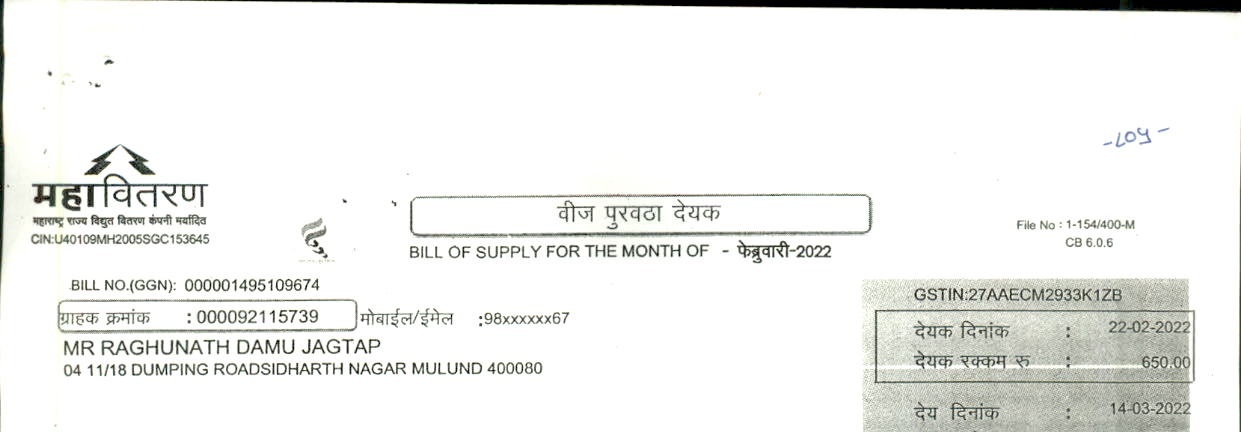 महावितरण
महाराष्ट्र राज्य विद्युत वितरण कंपनी मर्यादित
CIN:U40109MH2005SGC153645
वीज पुरवठा देयक
BILL OF SUPPLY FOR THE MONTH OF - फेब्रुवारी-2022
File No : 1-154/400-M
CB 6.0.6
BILL NO.(GGN): 000001495109674
ग्राहक क्रमांक :000092115739 मोबाईल/ईमेल :98xxxxxx67
MR RAGHUNATH DAMU JAGTAP
04 11/18 DUMPING ROADSIDHARTH NAGAR MULUND 400080
GSTIN:27AAECM2933K1ZB
देयक दिनांक : 22-02-2022
देयक रक्कम रु : 650.00
देय दिनांक : 14-03-2022